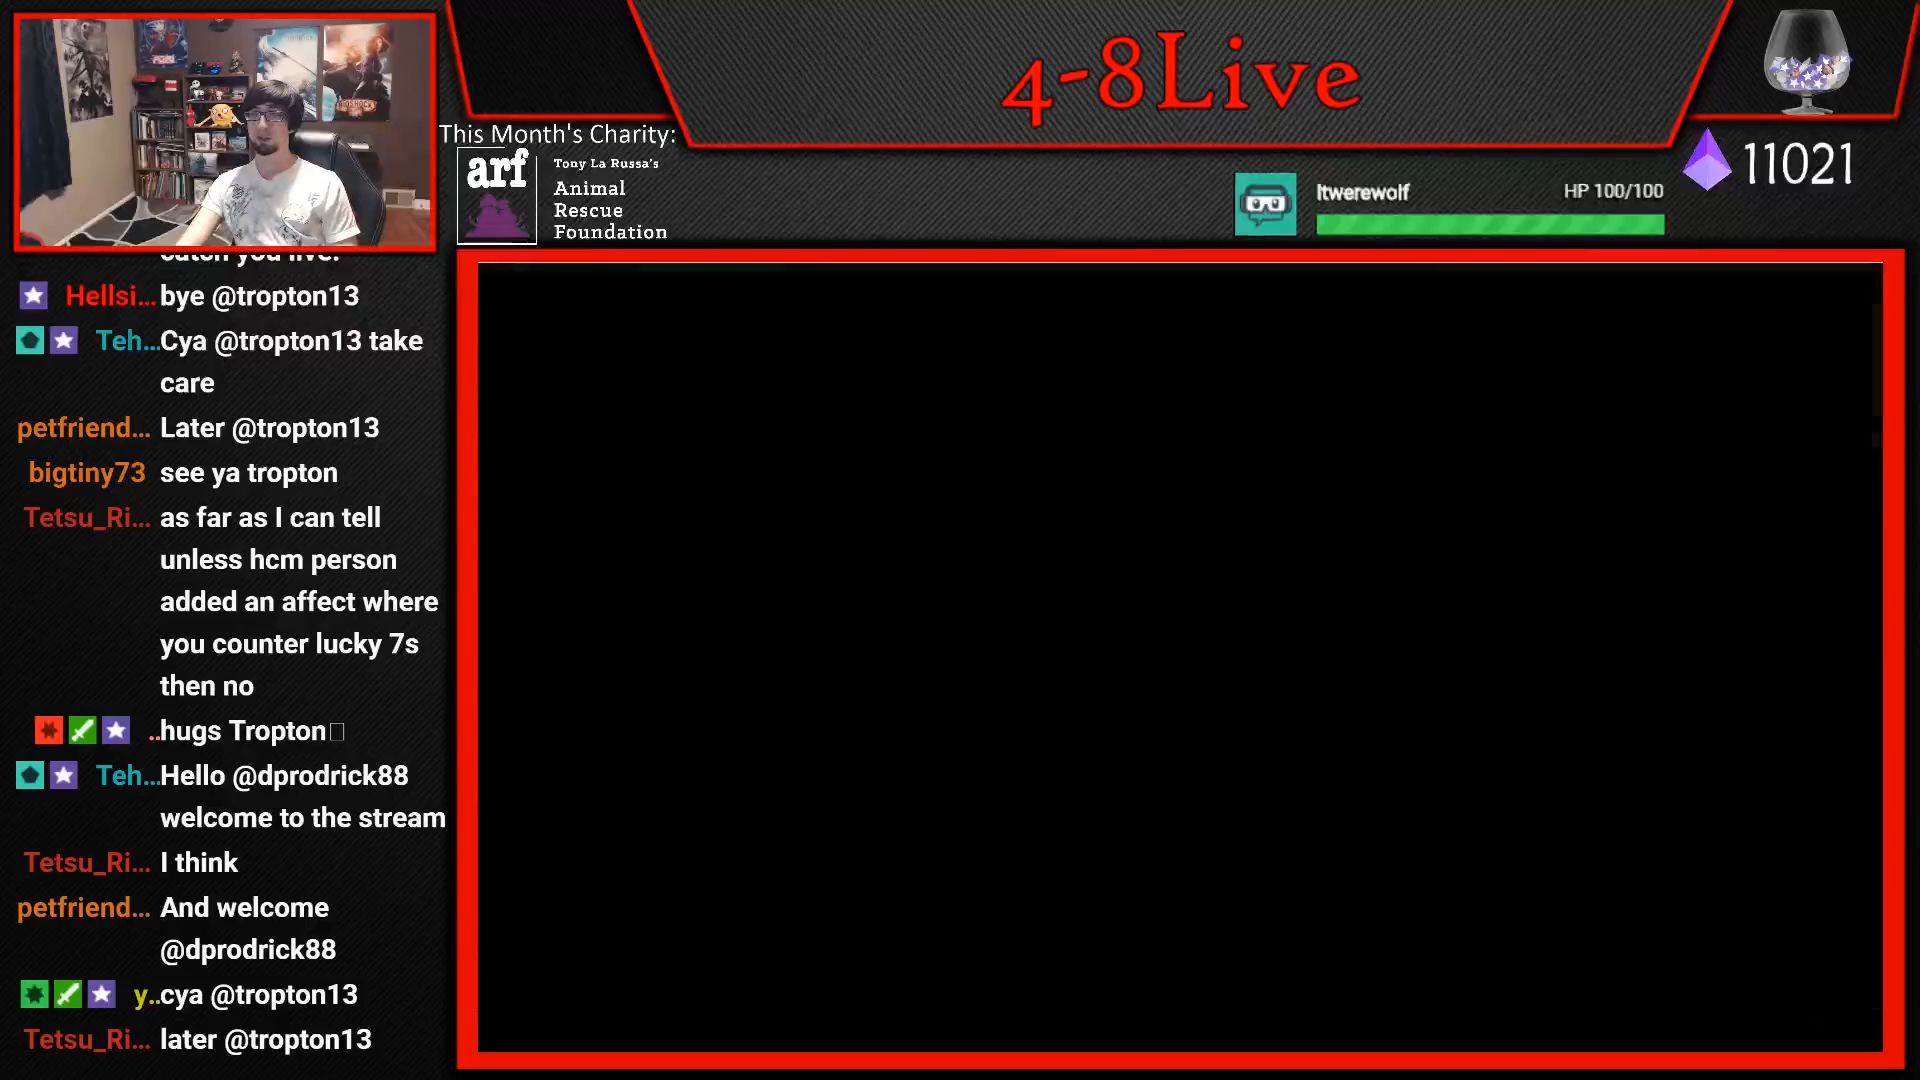 4-8Live
This Month's Charity:
arf
Tony La Russa's
Animal
Rescue
Foundation
ltwerewolf
HP 100/100
11021
Hellsi... bye @tropton13
Teh... Cya @tropton13 take
care
petfriend... Later @tropton13
bigtiny73 see ya tropton
Tetsu_Ri... as far as I can tell
unless hcm person
added an affect where
you counter lucky 7s
then no
..hugs Tropton
Teh... Hello @dprodrick88
welcome to the stream
Tetsu_Ri... I think
petfriend... And welcome
@dprodrick88
y.. cya @tropton13
Tetsu_Ri... later @tropton13